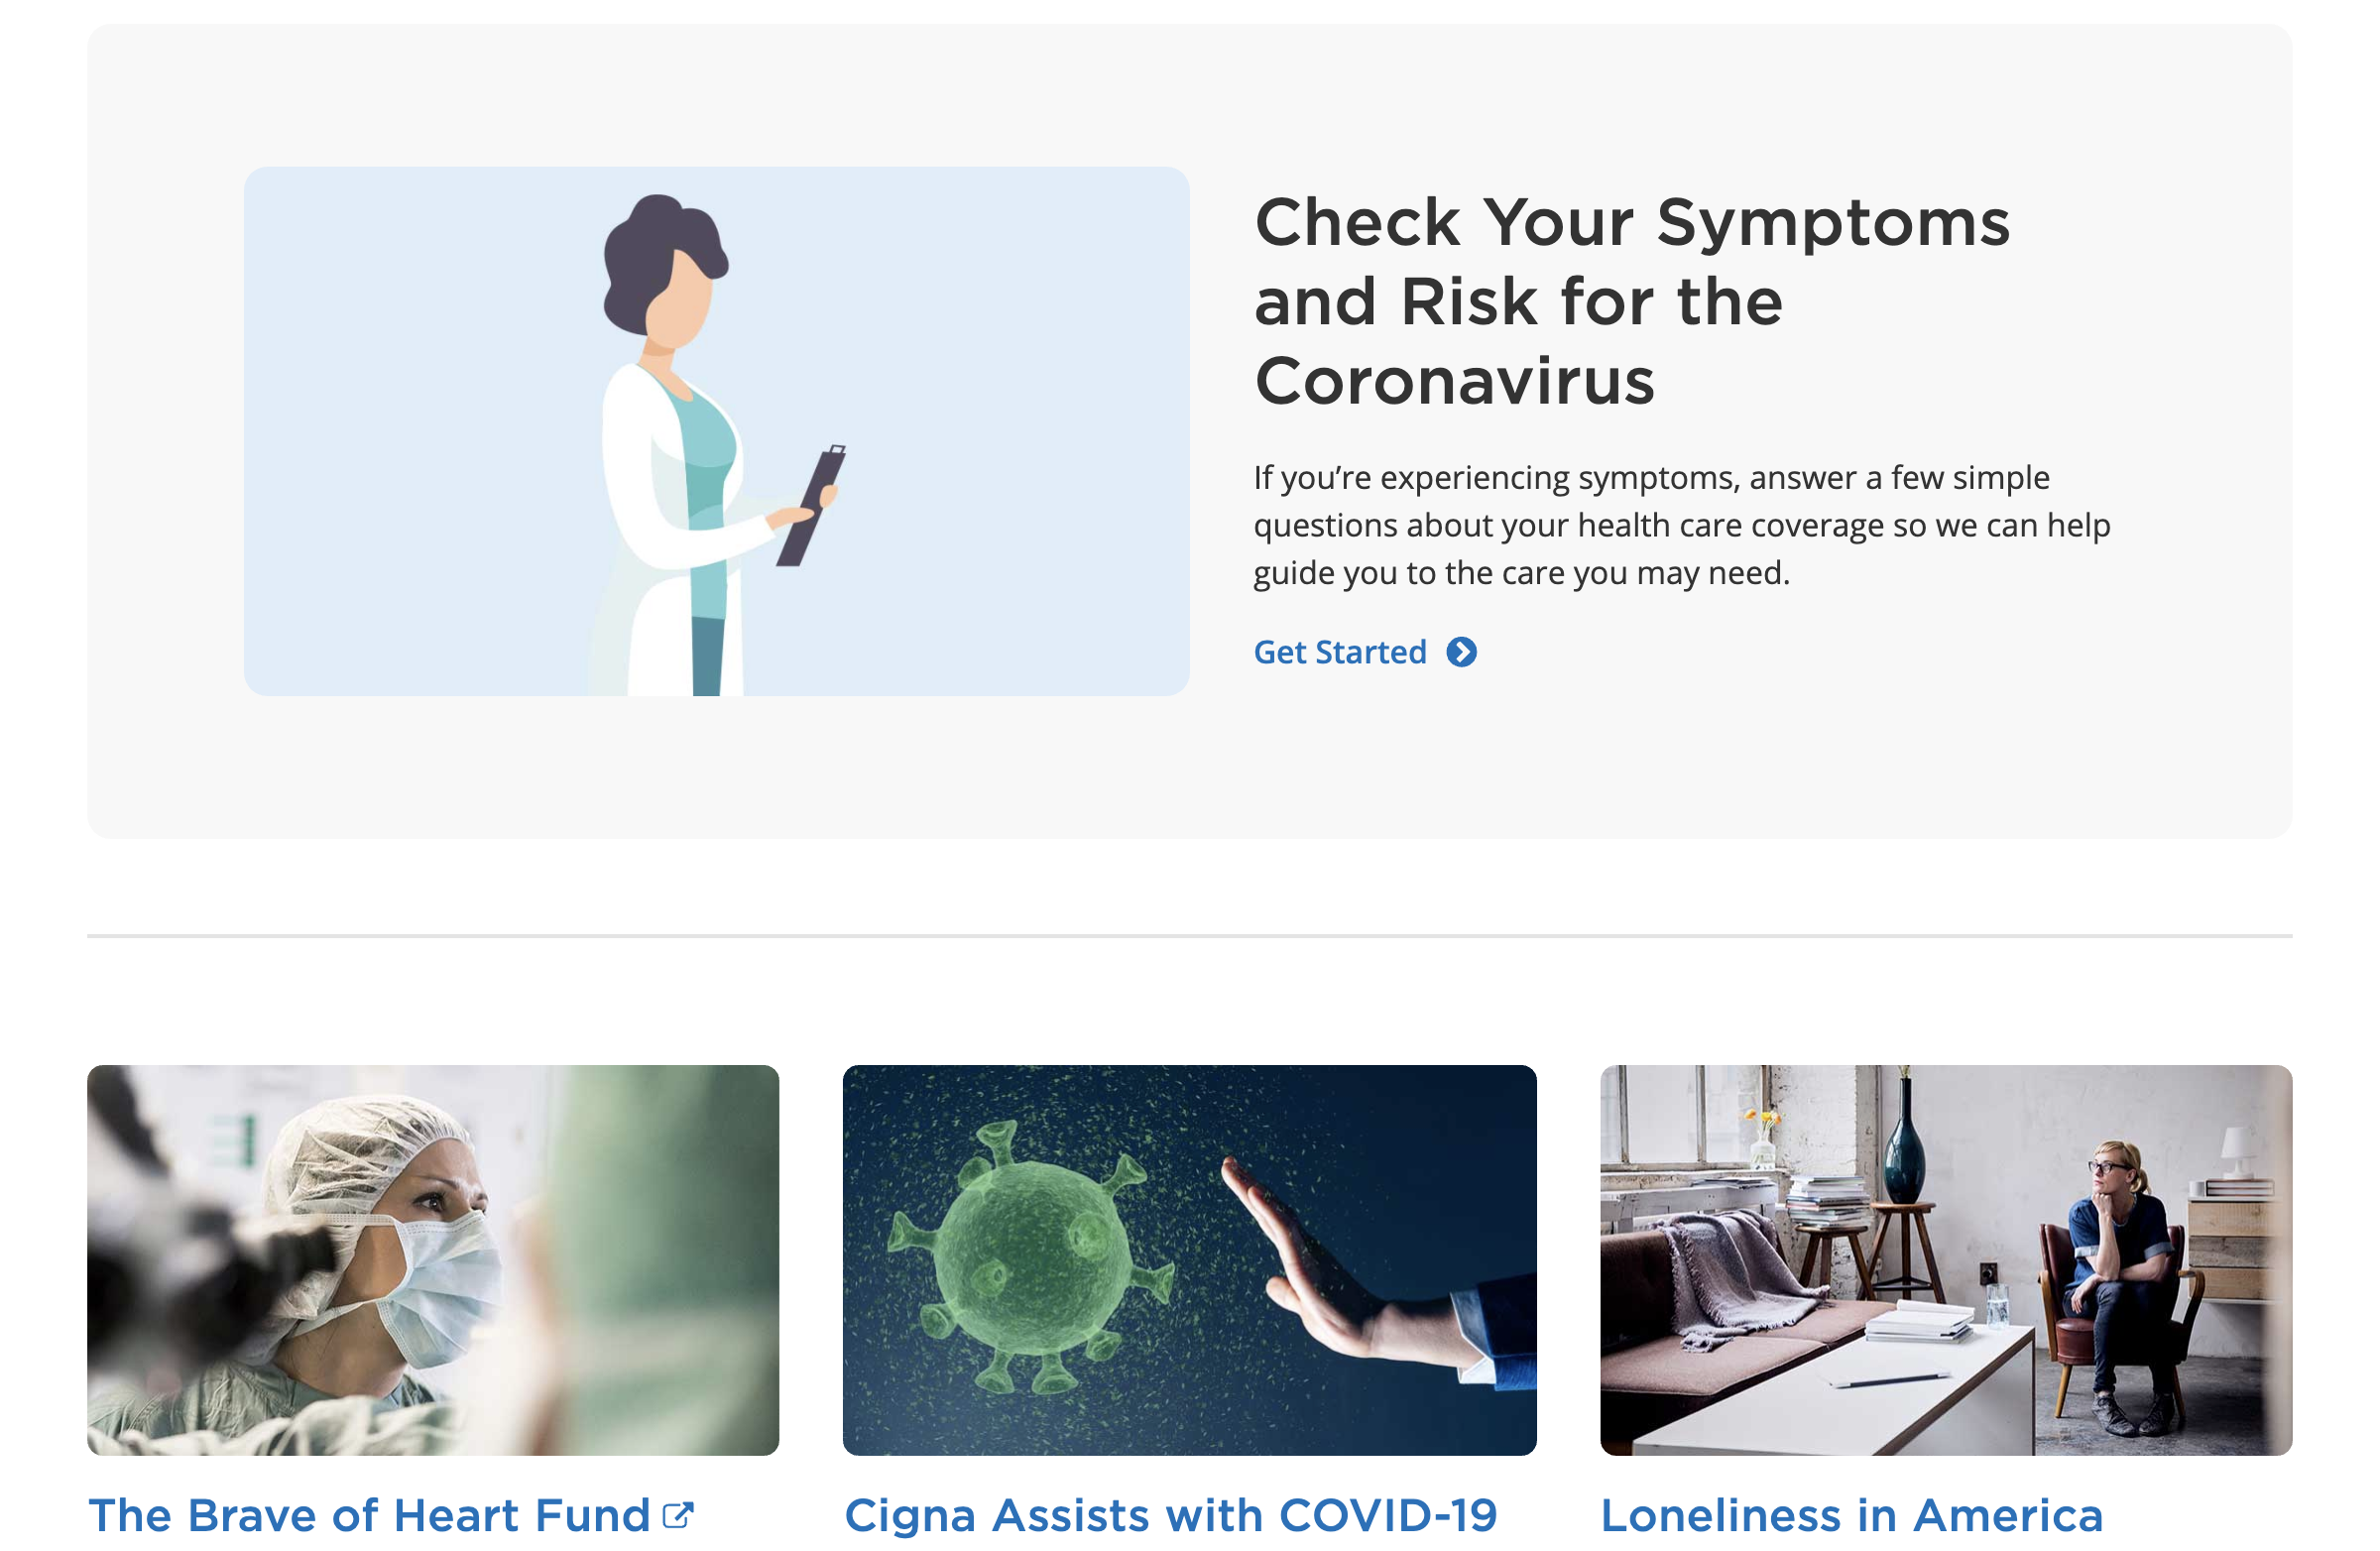 Check Your Symptoms
and Risk for the
Coronavirus
If you’re experiencing symptoms, answer a few simple
questions about your health care coverage so we can help
guide you to the care you may need.
Get Started
The Brave of Heart Fund
Cigna Assists with COVID-19
Loneliness in America